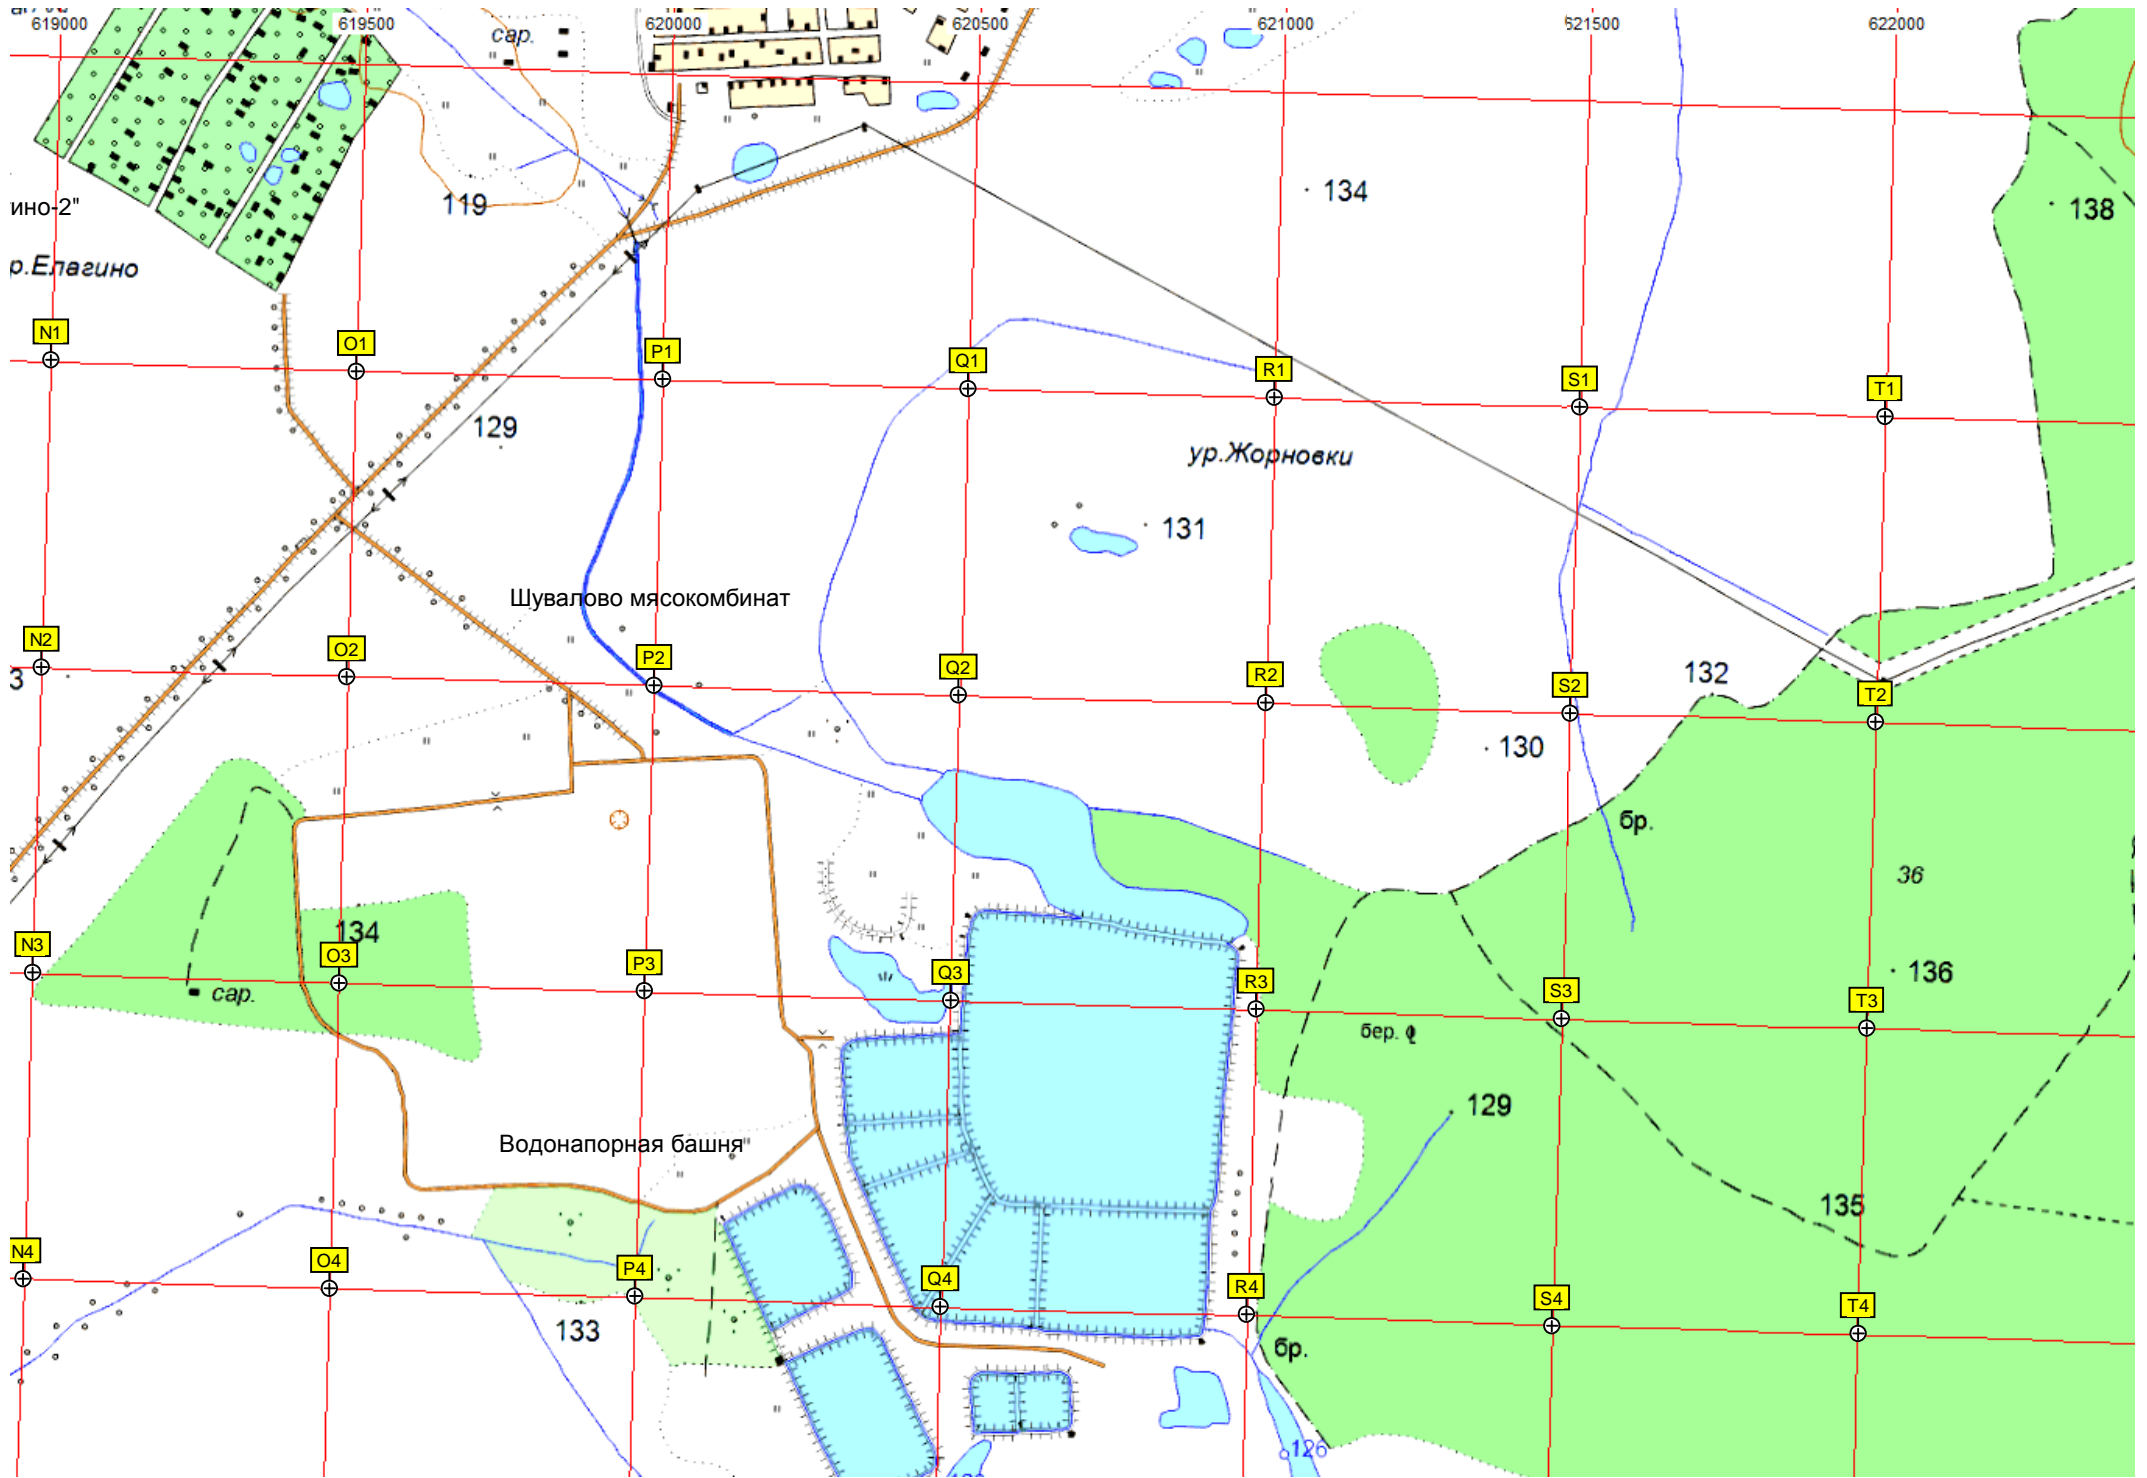 619000 619500 620000 620500 621000 621500 622000
сар.
119
134
138
ино-2"
р.Елагино
N1 O1 P1 Q1 R1 S1 T1
129
ур.Жорновки
131
Шувалово мясокомбинат
N2 O2 P2 Q2 R2 S2 T2
3
132
130
бр.
36
134
N3 O3 P3 Q3 R3 S3 T3
136
сар.
бер.
129
Водонапорная башня
135
N4 O4 P4 Q4 R4 S4 T4
133
бр.
126